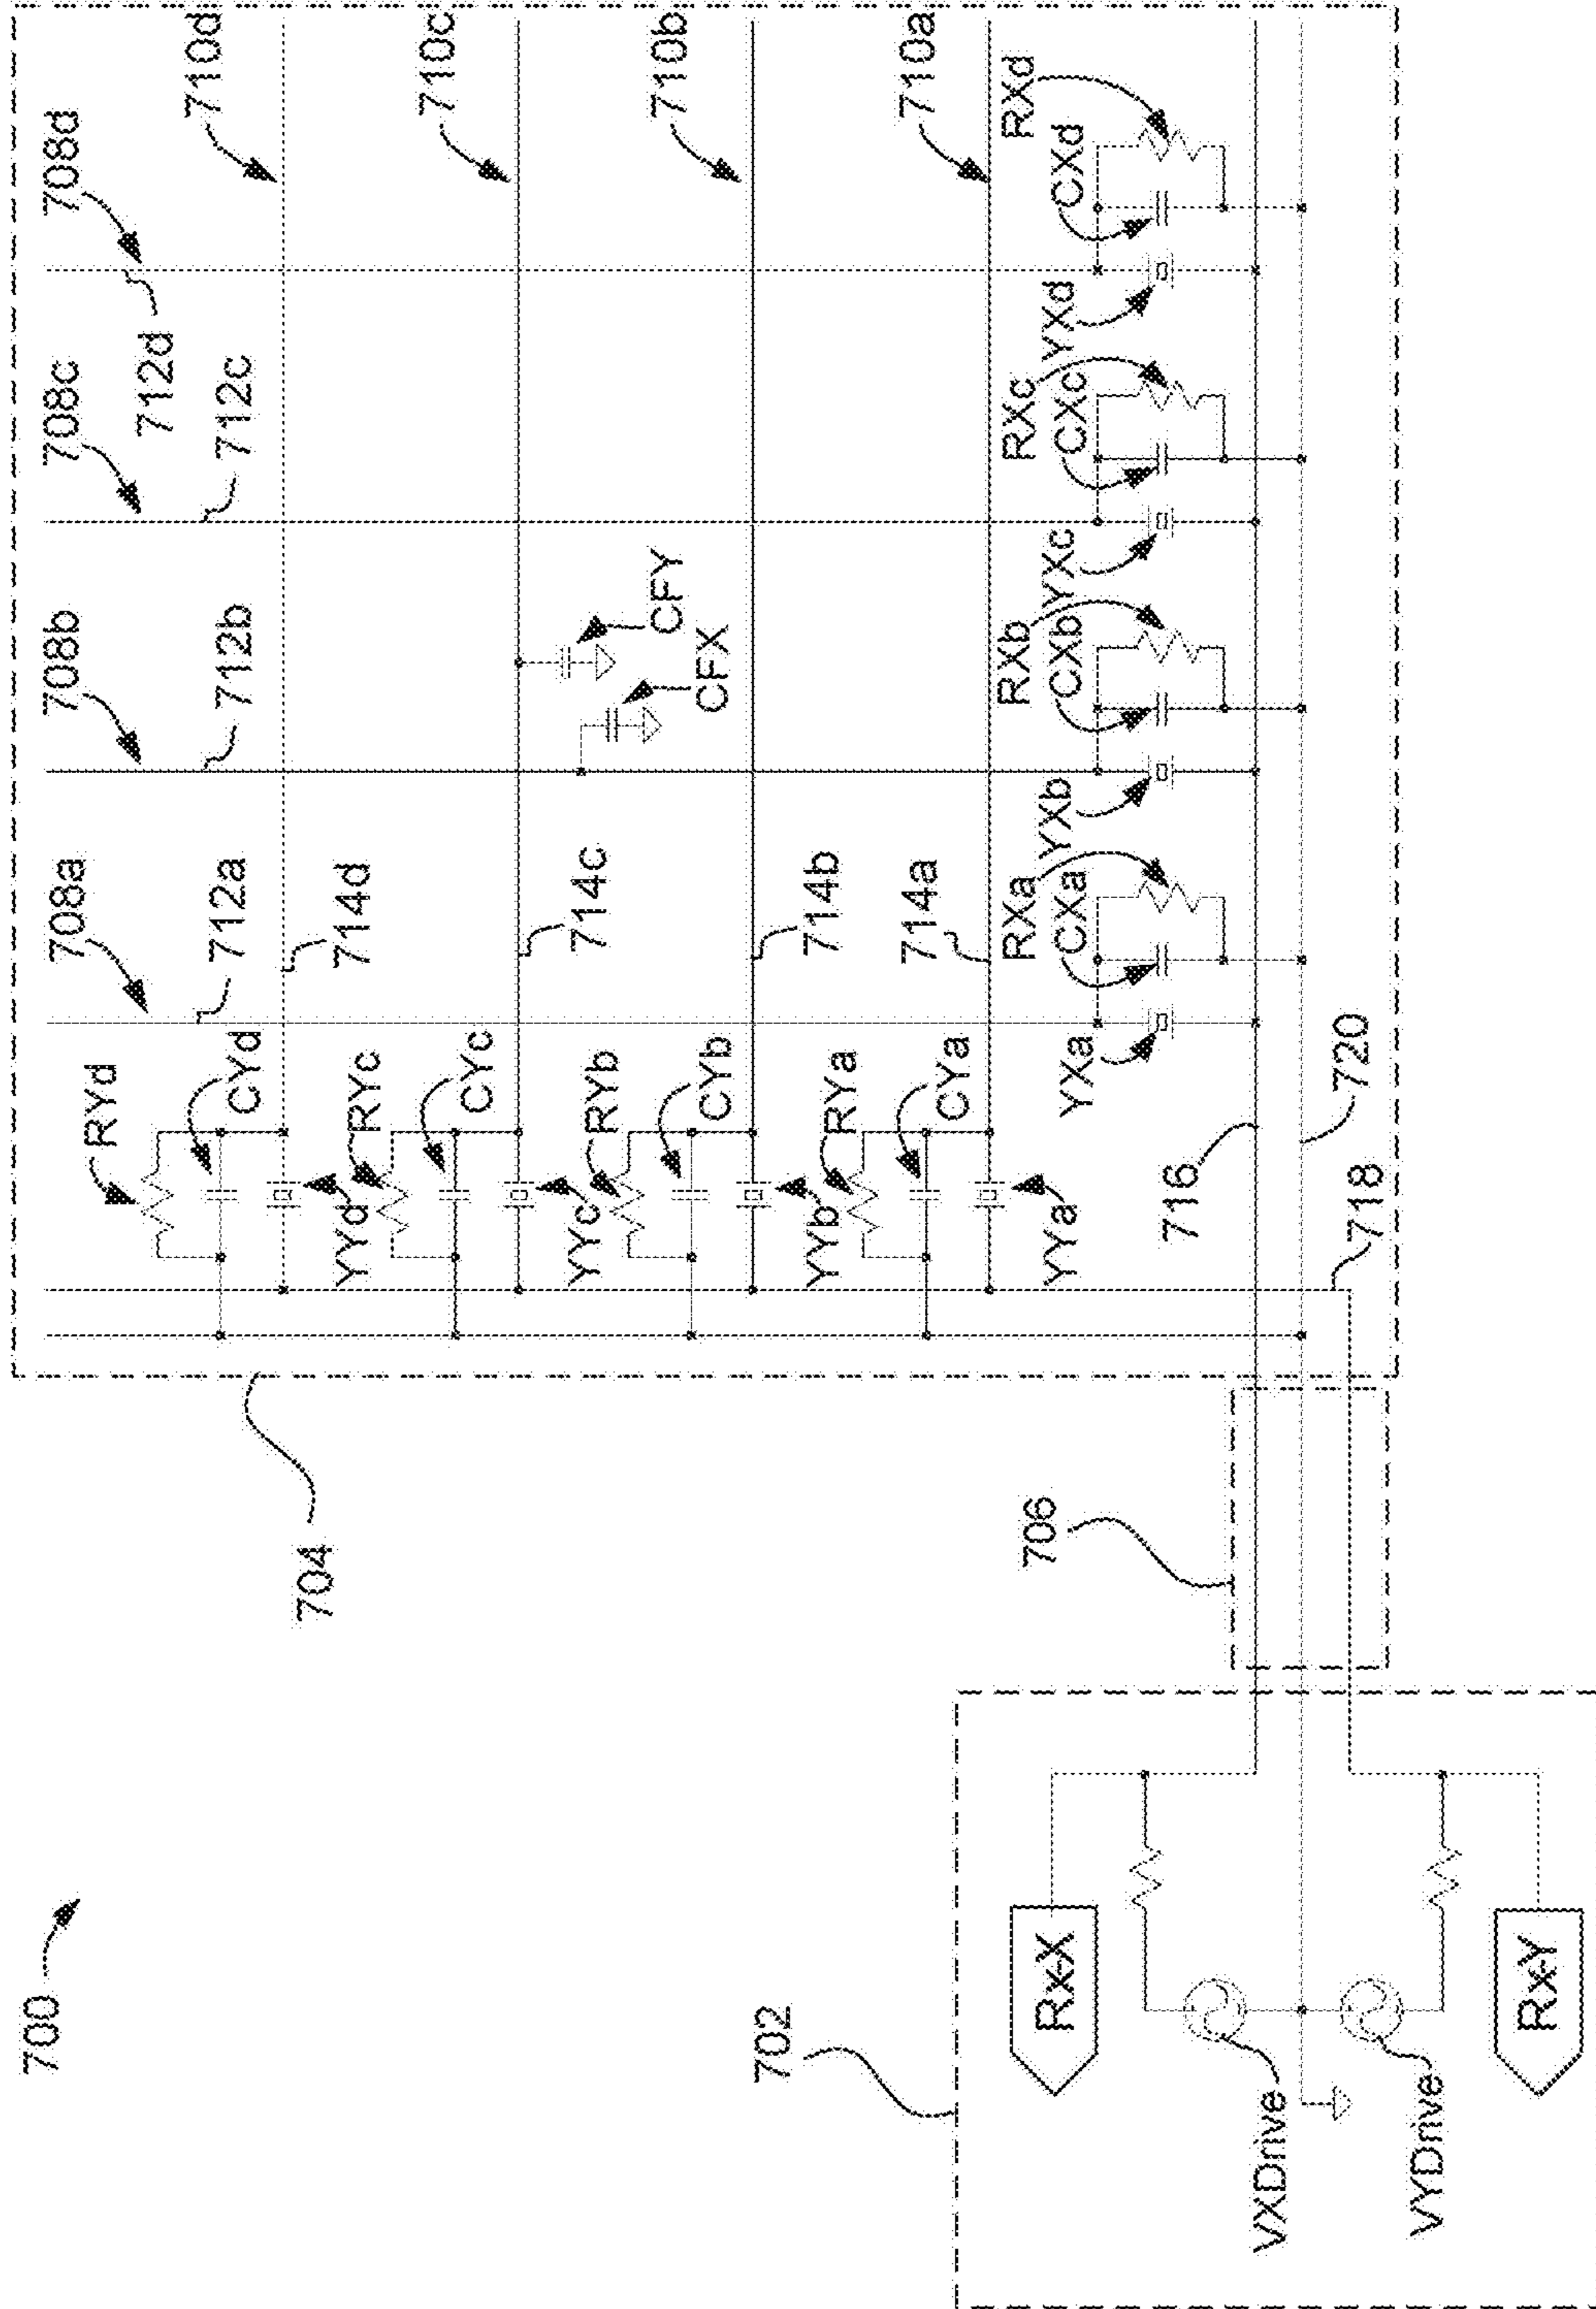 700
702
704
706
Rx-X
Rx-Y
VXDrive
VYDrive
708a
708b
708c
708d
712a
712b
712c
712d
710d
710c
710b
710a
714d
714c
714b
714a
RYd
CYd
YYd
RYc
CYc
YYc
RYb
CYb
YYb
RYa
CYa
YYa
CFY
CFX
RXa
CXa
YXa
RXb
CXb
YXb
RXc
CXc
YXc
RXd
CXd
YXd
716
720
718